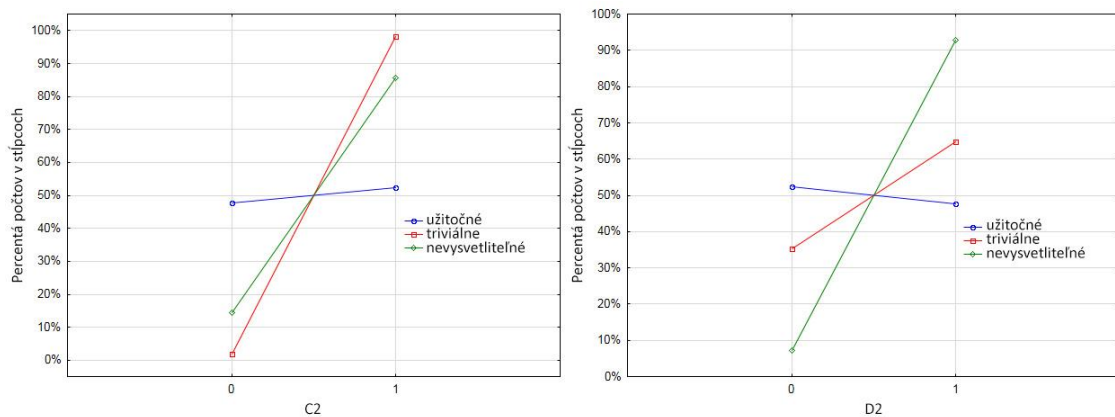 Percentá počtov v stĺpcoch
100%
90%
80%
70%
60%
50%
40%
30%
20%
10%
0%
užitočné
triviálne
nevysvetliteľné
0
1
C2
Percentá počtov v stĺpcoch
100%
90%
80%
70%
60%
50%
40%
30%
20%
10%
0%
užitočné
triviálne
nevysvetliteľné
0
1
D2